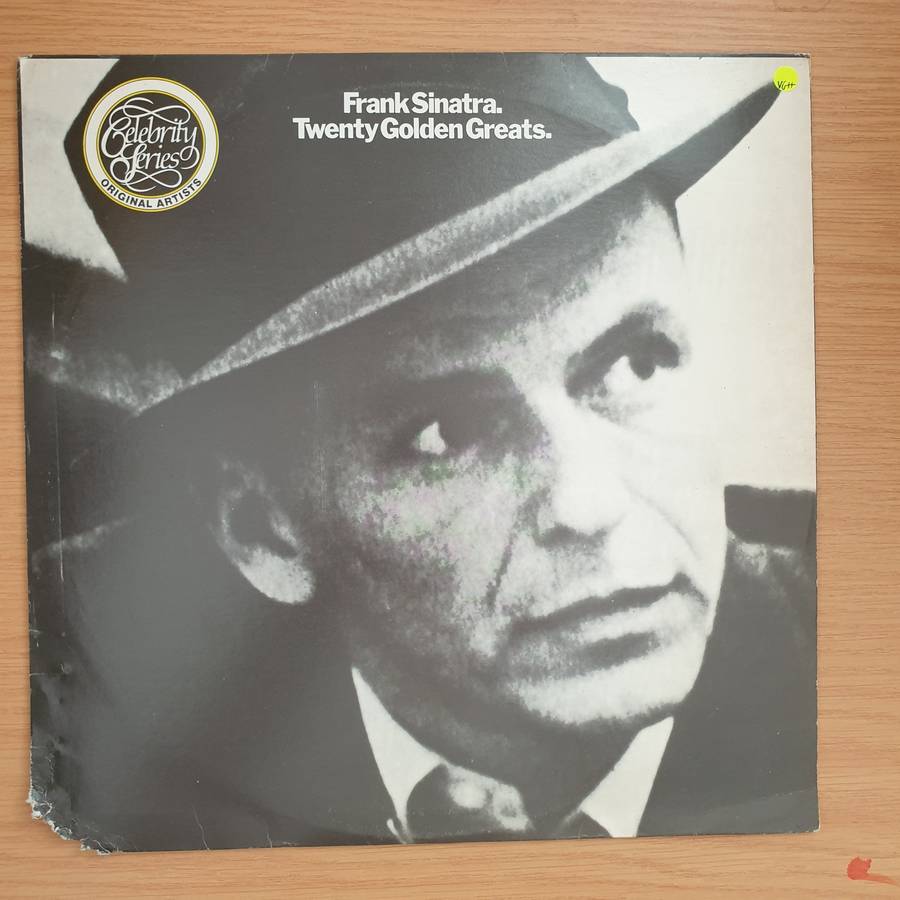 Frank Sinatra.
Twenty Golden Greats.
Celebrity
Series
ORIGINAL ARTISTS
VG++